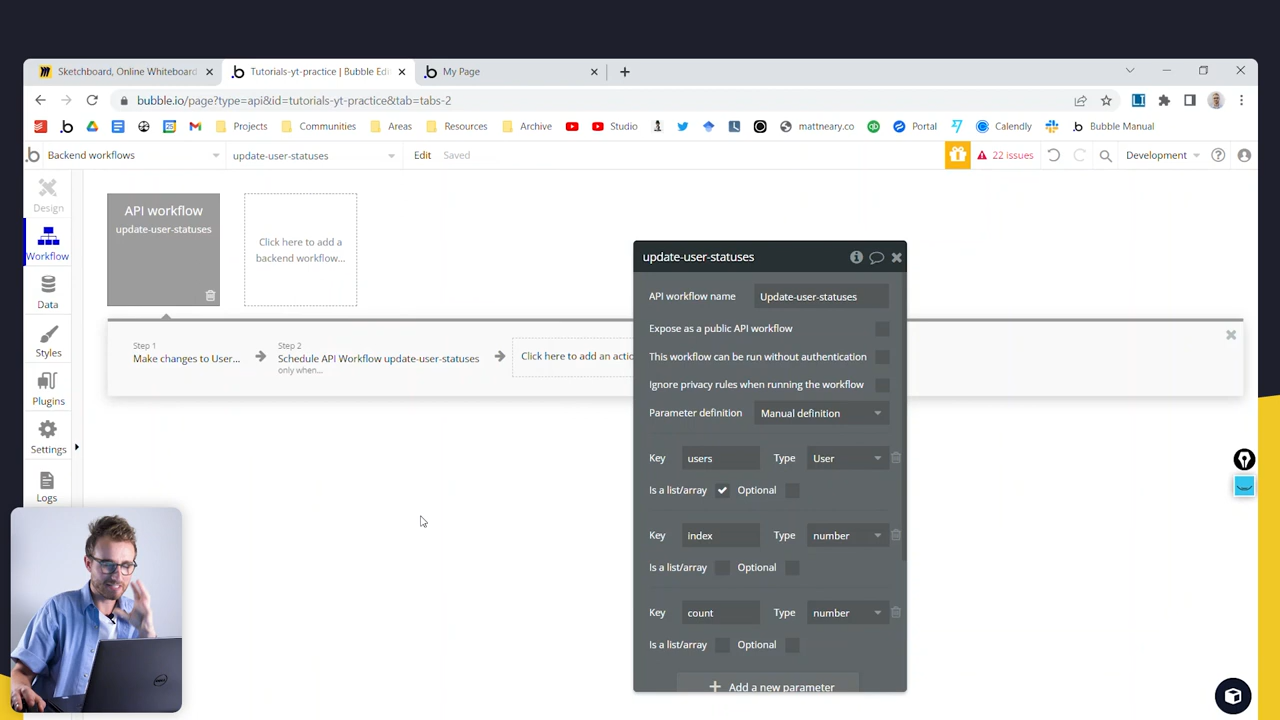 Sketchboard, Online Whiteboard
Tutorials-yt-practice | Bubble Edi
My Page
bubble.io/page?type=api&id=tutorials-yt-practice&tab=tabs-2
Projects
Communities
Areas
Resources
Archive
Studio
mattneary.co
Portal
Calendly
Bubble Manual
Backend workflows
update-user-statuses
Edit
Saved
22 issues
Development
Design
Workflow
Data
Styles
Plugins
Settings
Logs
API workflow
update-user-statuses
Click here to add a
backend workflow...
Step 1
Make changes to User...
Step 2
Schedule API Workflow update-user-statuses
only when...
Click here to add an actio
update-user-statuses
API workflow name
Update-user-statuses
Expose as a public API workflow
This workflow can be run without authentication
Ignore privacy rules when running the workflow
Parameter definition
Manual definition
Key users Type User
Is a list/array Optional
Key index Type number
Is a list/array Optional
Key count Type number
Is a list/array Optional
Add a new parameter
DELL